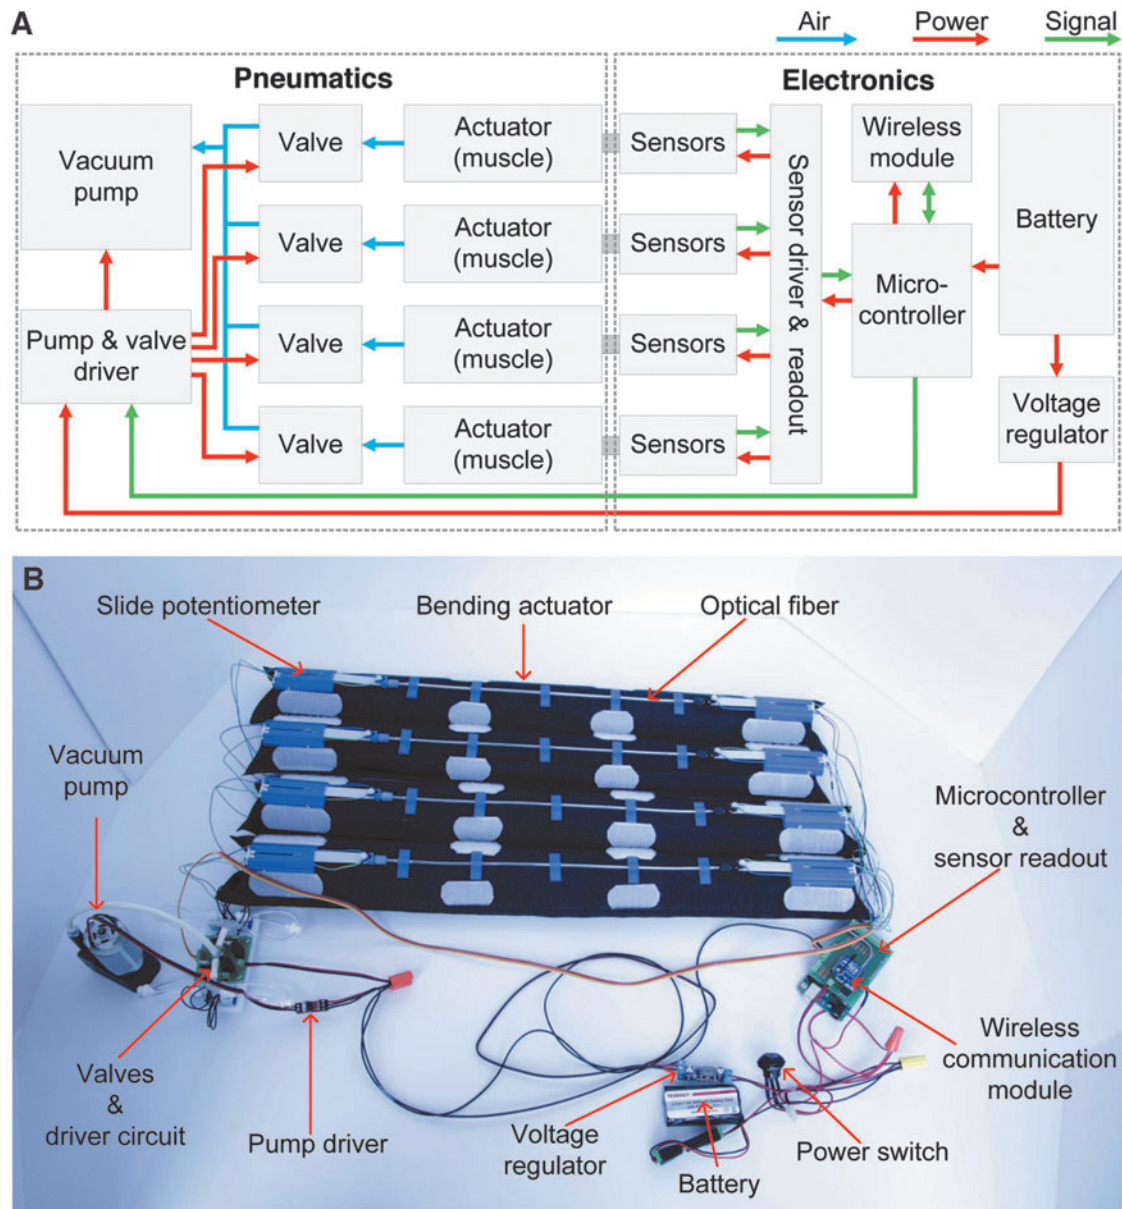 A
Air
Power
Signal
Pneumatics
Electronics
Vacuum
pump
Valve
Actuator
(muscle)
Sensors
Wireless
module
Battery
Valve
Actuator
(muscle)
Sensors
Sensor driver & readout
Micro-
controller
Pump & valve
driver
Valve
Actuator
(muscle)
Sensors
Voltage
regulator
Valve
Actuator
(muscle)
Sensors
B
Slide potentiometer
Bending actuator
Optical fiber
Vacuum
pump
Microcontroller
&
sensor readout
Valves
&
driver circuit
Pump driver
Voltage
regulator
Battery
Power switch
Wireless
communication
module
TENERGY